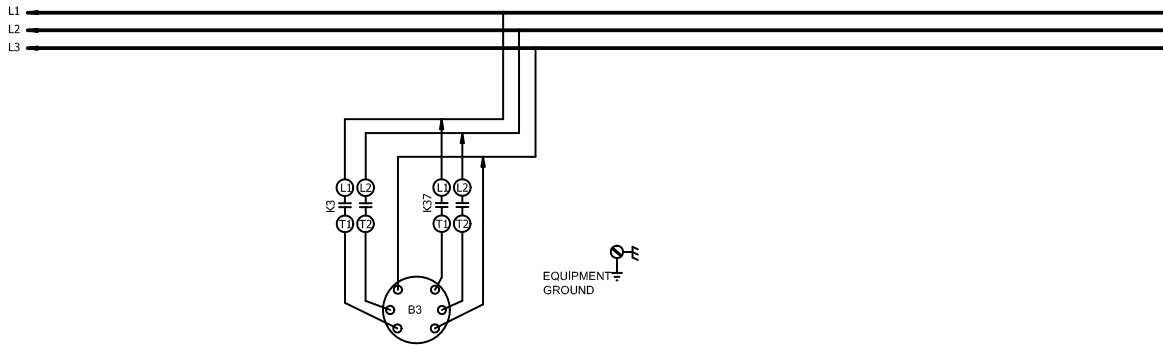 L1
L2
L3
L1 L2 L1 L2
K3 K37
T1 T2 T1 T2
B3
EQUIPMENT
GROUND